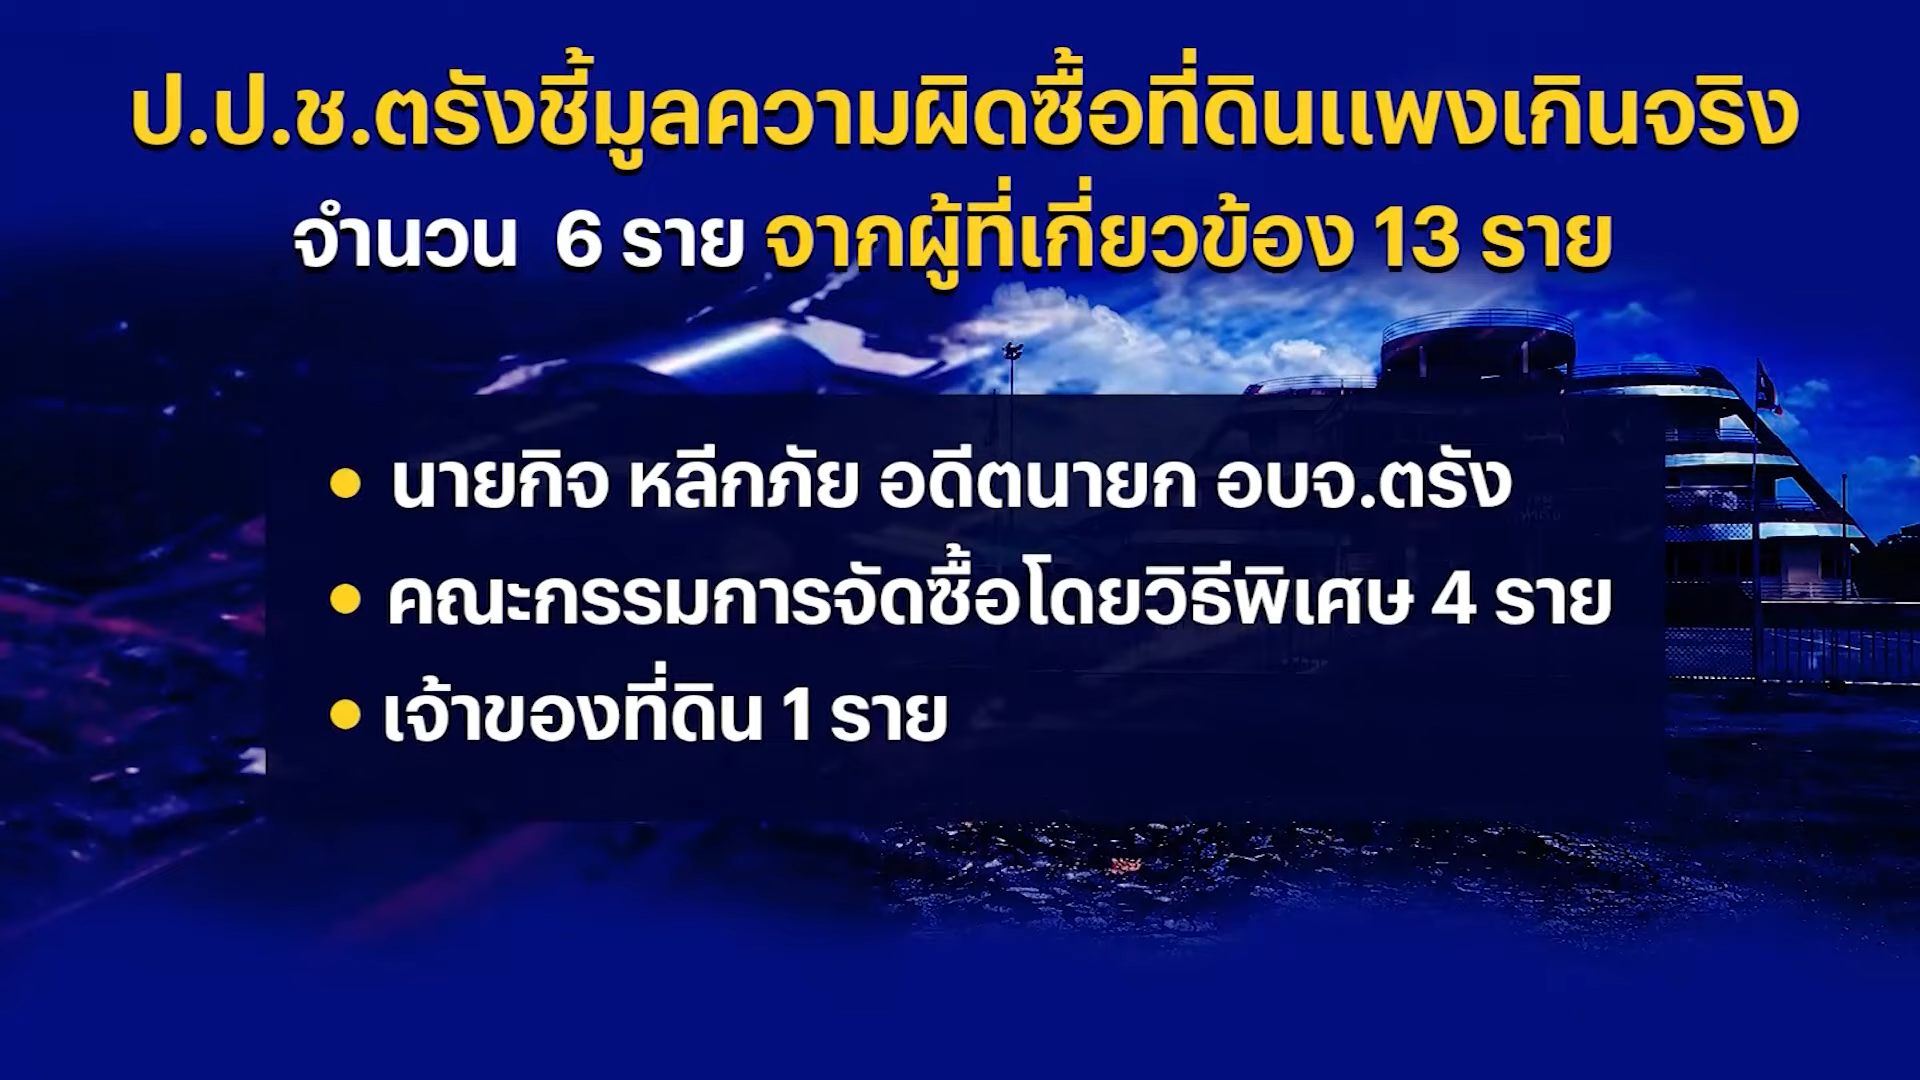 ป.ป.ช.ตรังชี้มูลความผิดซื้อที่ดินแพงเกินจริง
จำนวน 6 ราย จากผู้ที่เกี่ยวข้อง 13 ราย
• นายกิจ หลีกภัย อดีตนายก อบจ.ตรัง
• คณะกรรมการจัดซื้อโดยวิธีพิเศษ 4 ราย
• เจ้าของที่ดิน 1 ราย